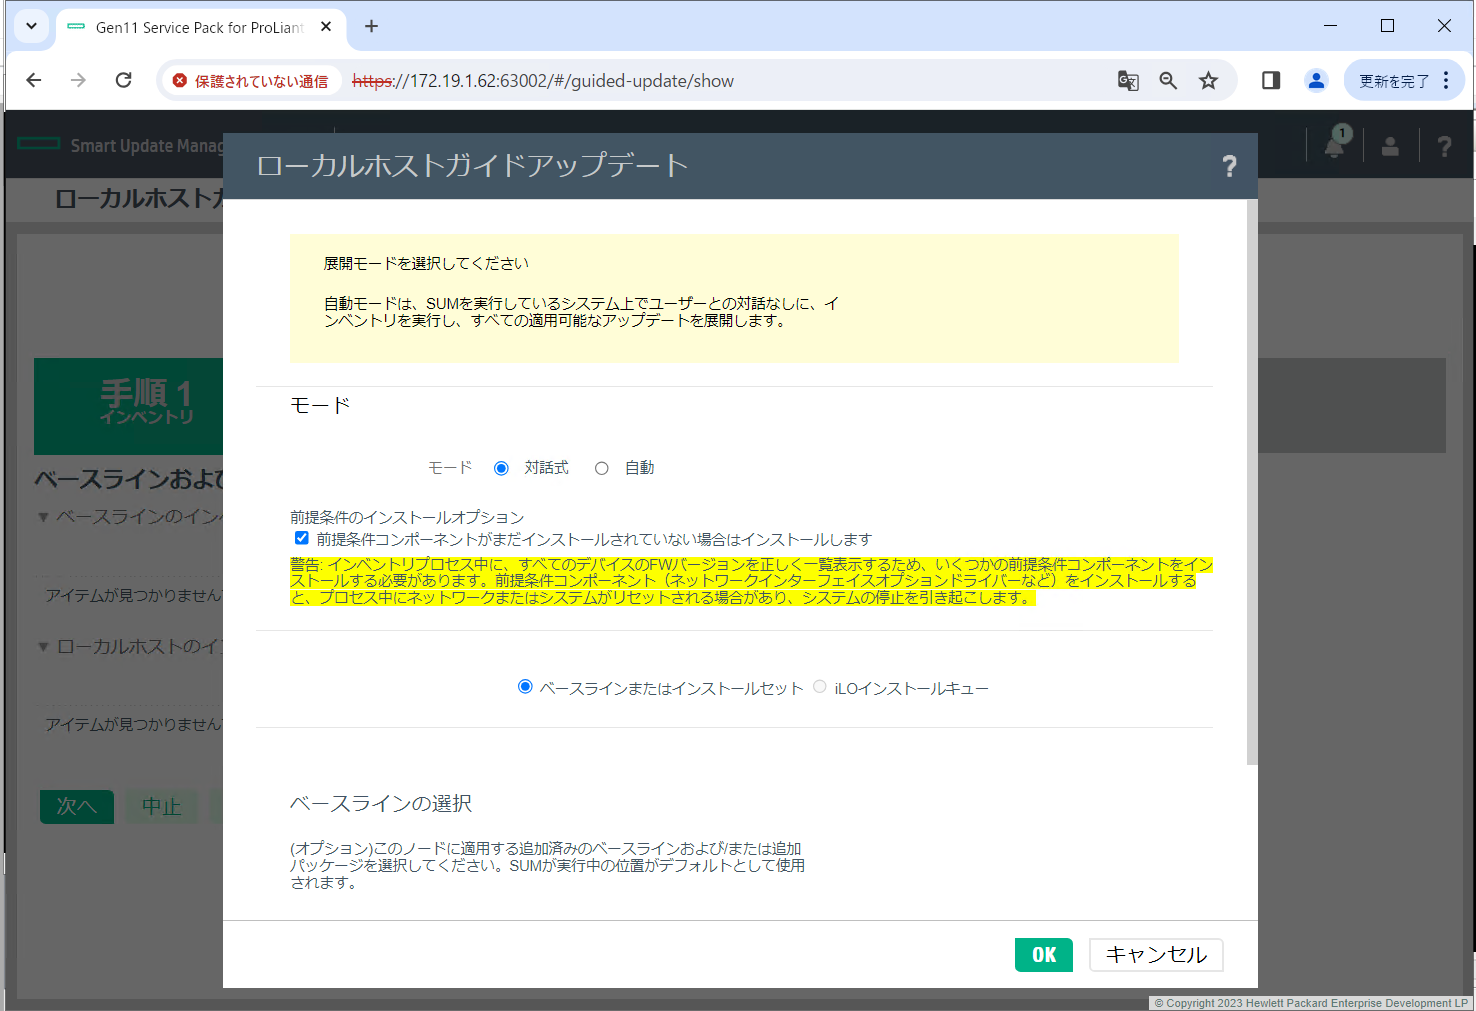 Gen11 Service Pack for ProLiant
保護されていない通信
https://172.19.1.62:63002/#/guided-update/show
更新を完了
Smart Update Manag
1
?
ローカルホストガイドアップデート
?
ローカルホスト
展開モードを選択してください
自動モードは、SUMを実行しているシステム上でユーザーとの対話なしに、イ
ンベントリを実行し、すべての適用可能なアップデートを展開します。
手順 1
インベントリ
モード
モード 対話式 自動
ベースラインおよび
ベースラインのイン
前提条件のインストールオプション
前提条件コンポーネントがまだインストールされていない場合はインストールします
警告: インベントリプロセス中に、すべてのデバイスのFWバージョンを正しく一覧表示するため、いくつかの前提条件コンポーネントをイン
ストールする必要があります。前提条件コンポーネント（ネットワークインターフェイスオプションドライバーなど）をインストールする
と、プロセス中にネットワークまたはシステムがリセットされる場合があり、システムの停止を引き起こします。
アイテムが見つかりません
ローカルホストのイ
ベースラインまたはインストールセット iLOインストールキュー
アイテムが見つかりません
次へ 中止
ベースラインの選択
(オプション)このノードに適用する追加済みのベースラインおよび/または追加
パッケージを選択してください。SUMが実行中の位置がデフォルトとして使用
されます。
OK キャンセル
© Copyright 2023 Hewlett Packard Enterprise Development LP